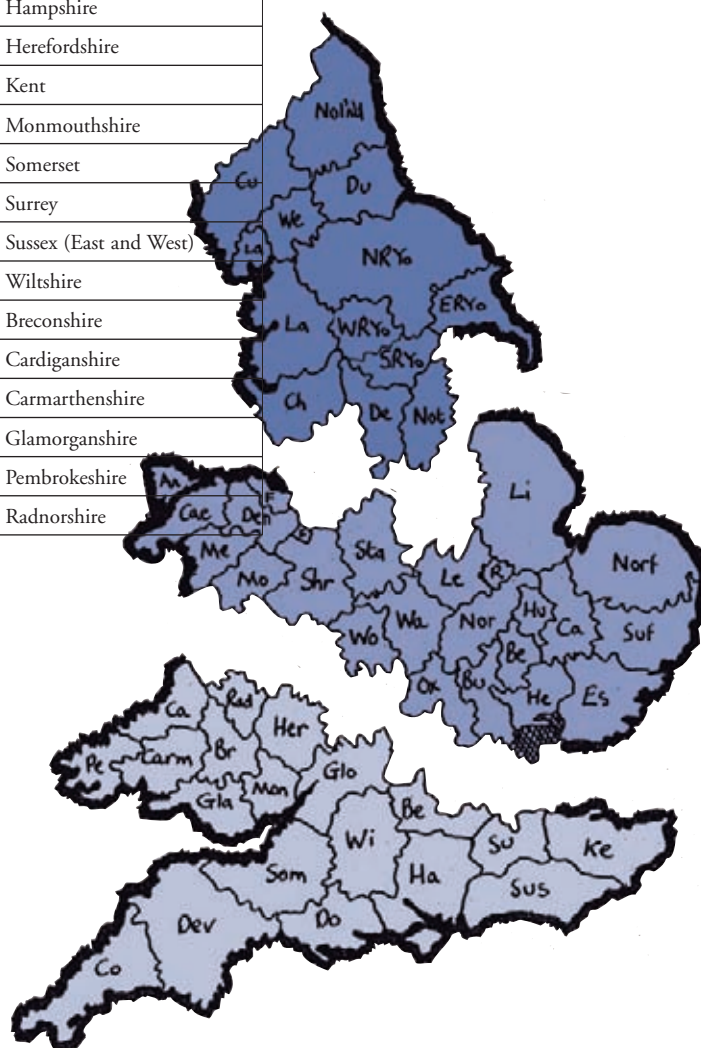 Hampshire
Herefordshire
Kent
Monmouthshire
Somerset
Surrey
Sussex (East and West)
Wiltshire
Breconshire
Cardiganshire
Carmarthenshire
Glamorganshire
Pembrokeshire
Radnorshire
Cu
Du
We
La
NRYo
ERYo
La
WRYo
SRYo
Ch
De
Not
An
F
Cae
Den
Me
Mo
Shr
Sta
Li
Le
R
Norf
Wo
Wa
Nor
Hu
Ca
Suf
Be
Ox
Bu
He
Es
Ca
Rad
Her
Pe
Carm
Br
Gla
Mon
Glo
Be
Wi
Su
Ke
Som
Ha
Sus
Dev
Do
Co